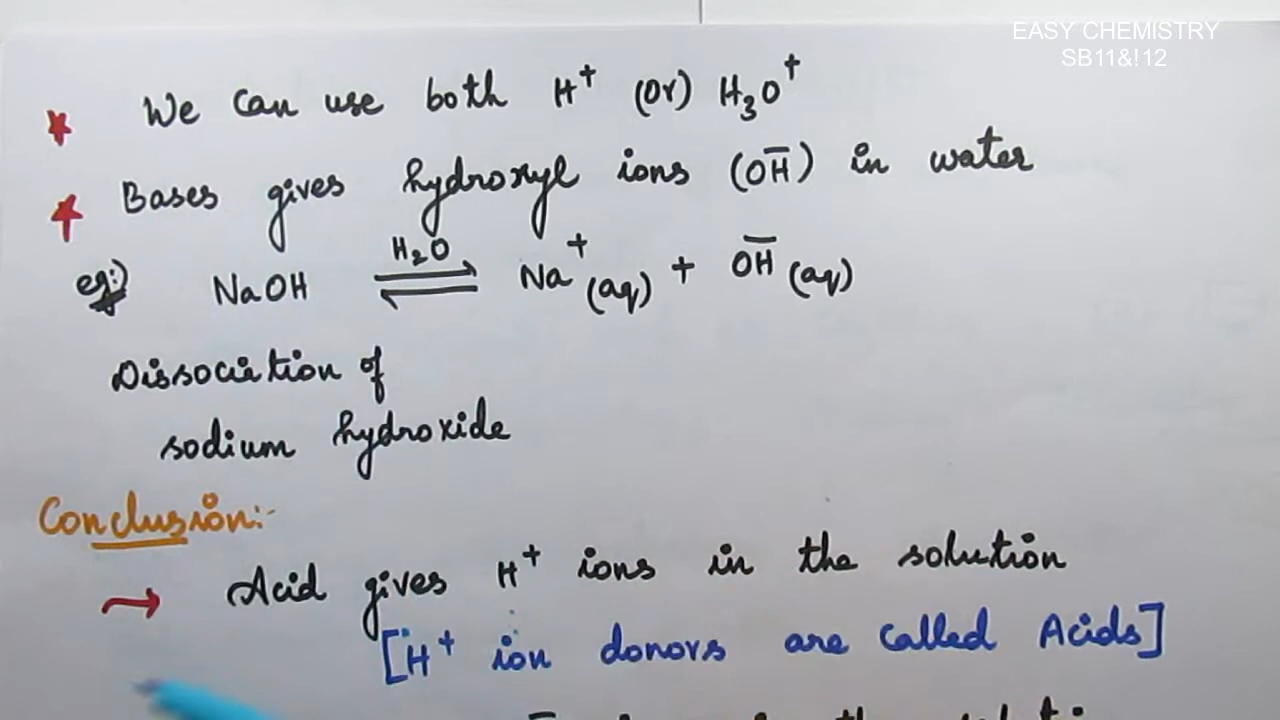 EASY CHEMISTRY
SB11&!12
We can use both H⁺ (or) H₃O⁺
Bases gives hydroxyl ions (OH⁻) in water
eg:) NaOH ⇌ H₂O Na⁺(aq) + OH⁻(aq)
Dissocition of
sodium hydroxide
Conclusion:-
→ Acid gives H⁺ ions in the solution
[H⁺ ion donors are called Acids]